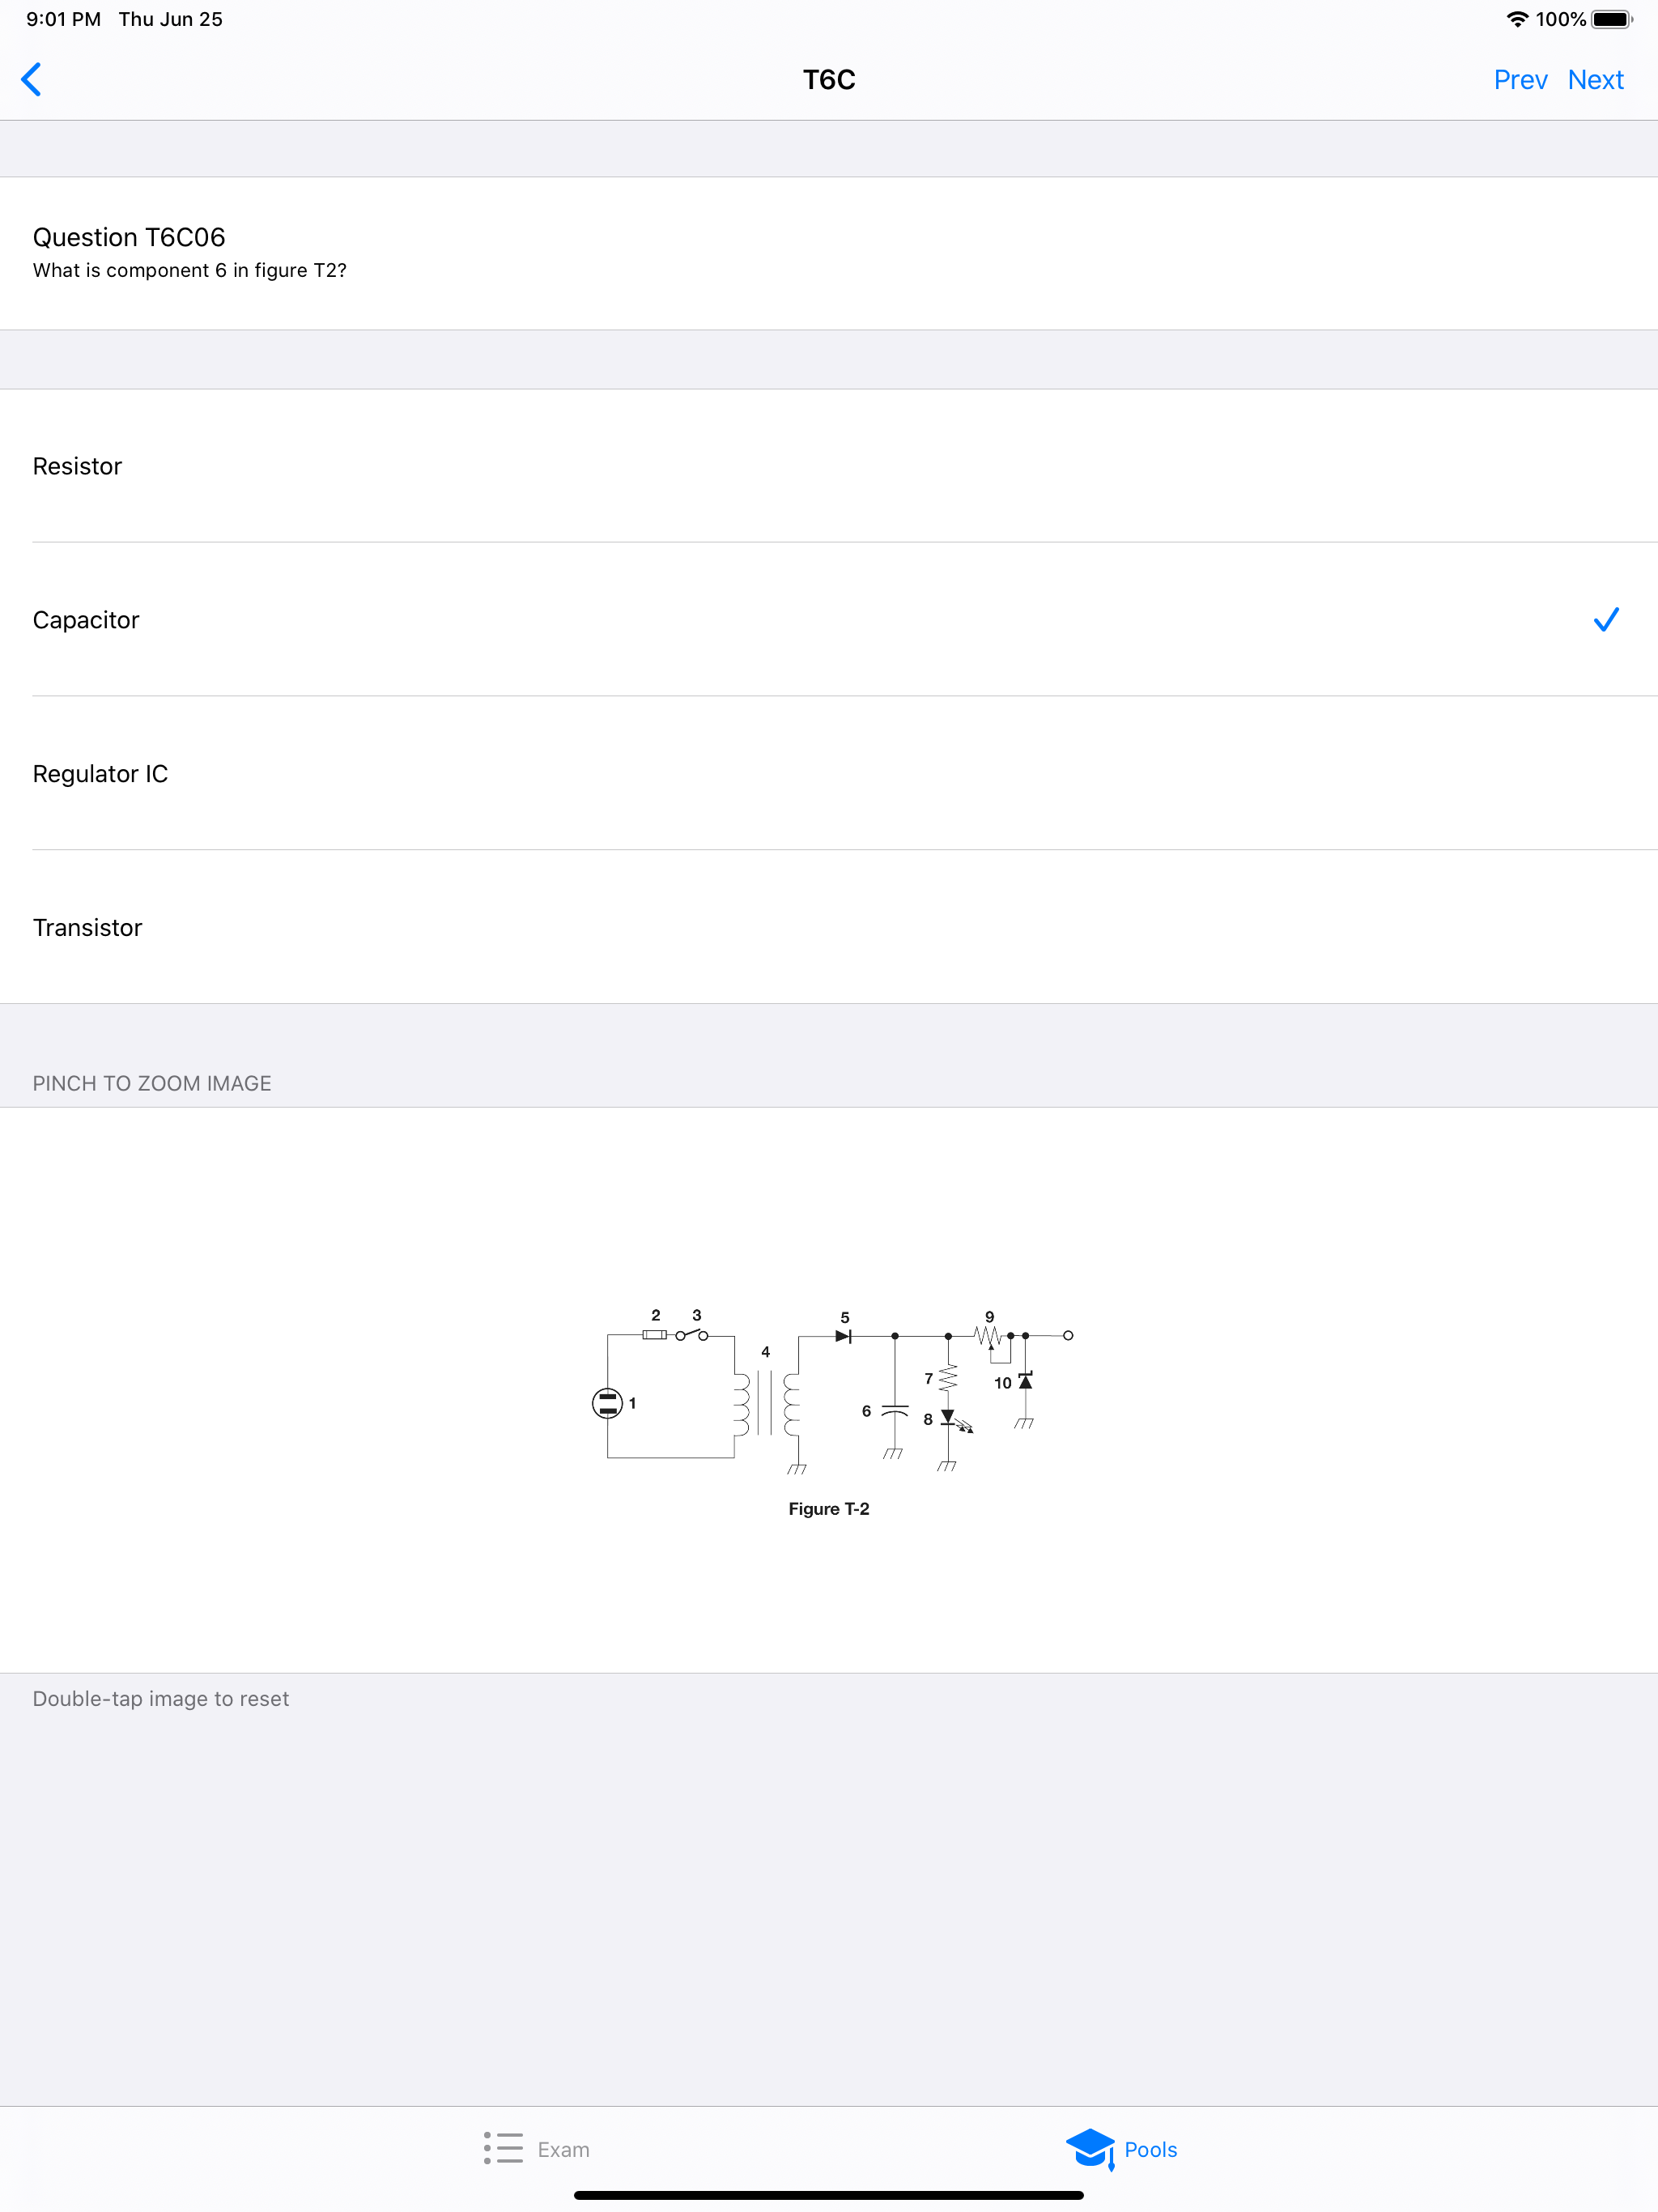 9:01 PM Thu Jun 25
100%
T6C
Prev Next
Question T6C06
What is component 6 in figure T2?
Resistor
Capacitor
Regulator IC
Transistor
PINCH TO ZOOM IMAGE
2 3
5
9
4
7
10
1
6
8
Figure T-2
Double-tap image to reset
Exam
Pools